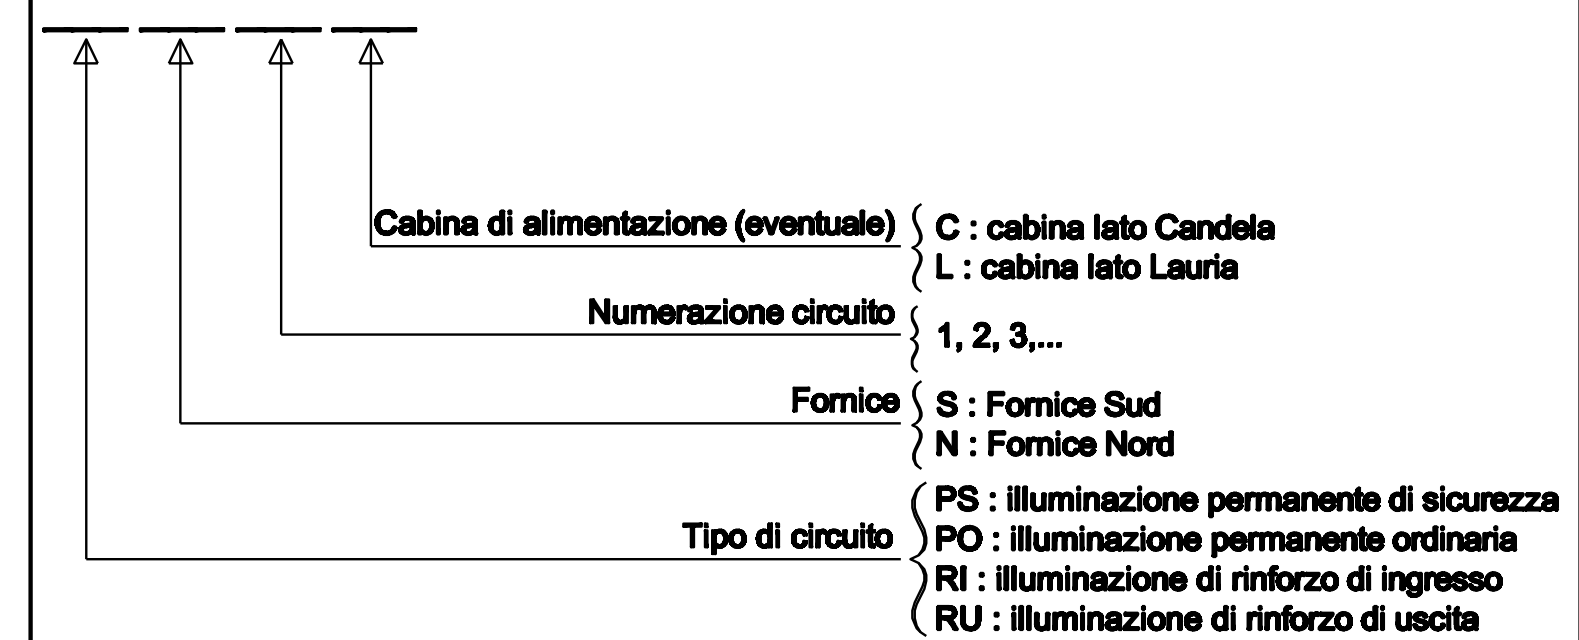 Cabina di alimentazione (eventuale)
C : cabina lato Candela
L : cabina lato Lauria
Numerazione circuito
1, 2, 3,...
Fornice
S : Fornice Sud
N : Fornice Nord
Tipo di circuito
PS : illuminazione permanente di sicurezza
PO : illuminazione permanente ordinaria
RI : illuminazione di rinforzo di ingresso
RU : illuminazione di rinforzo di uscita